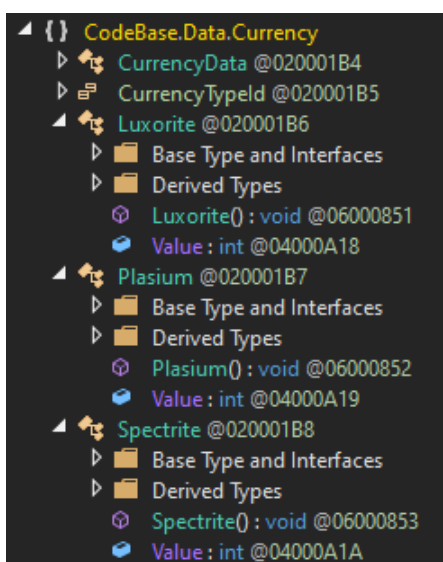 { } CodeBase.Data.Currency
CurrencyData @020001B4
CurrencyTypeId @020001B5
Luxorite @020001B6
Base Type and Interfaces
Derived Types
Luxorite() : void @06000851
Value : int @04000A18
Plasium @020001B7
Base Type and Interfaces
Derived Types
Plasium() : void @06000852
Value : int @04000A19
Spectrite @020001B8
Base Type and Interfaces
Derived Types
Spectrite() : void @06000853
Value : int @04000A1A